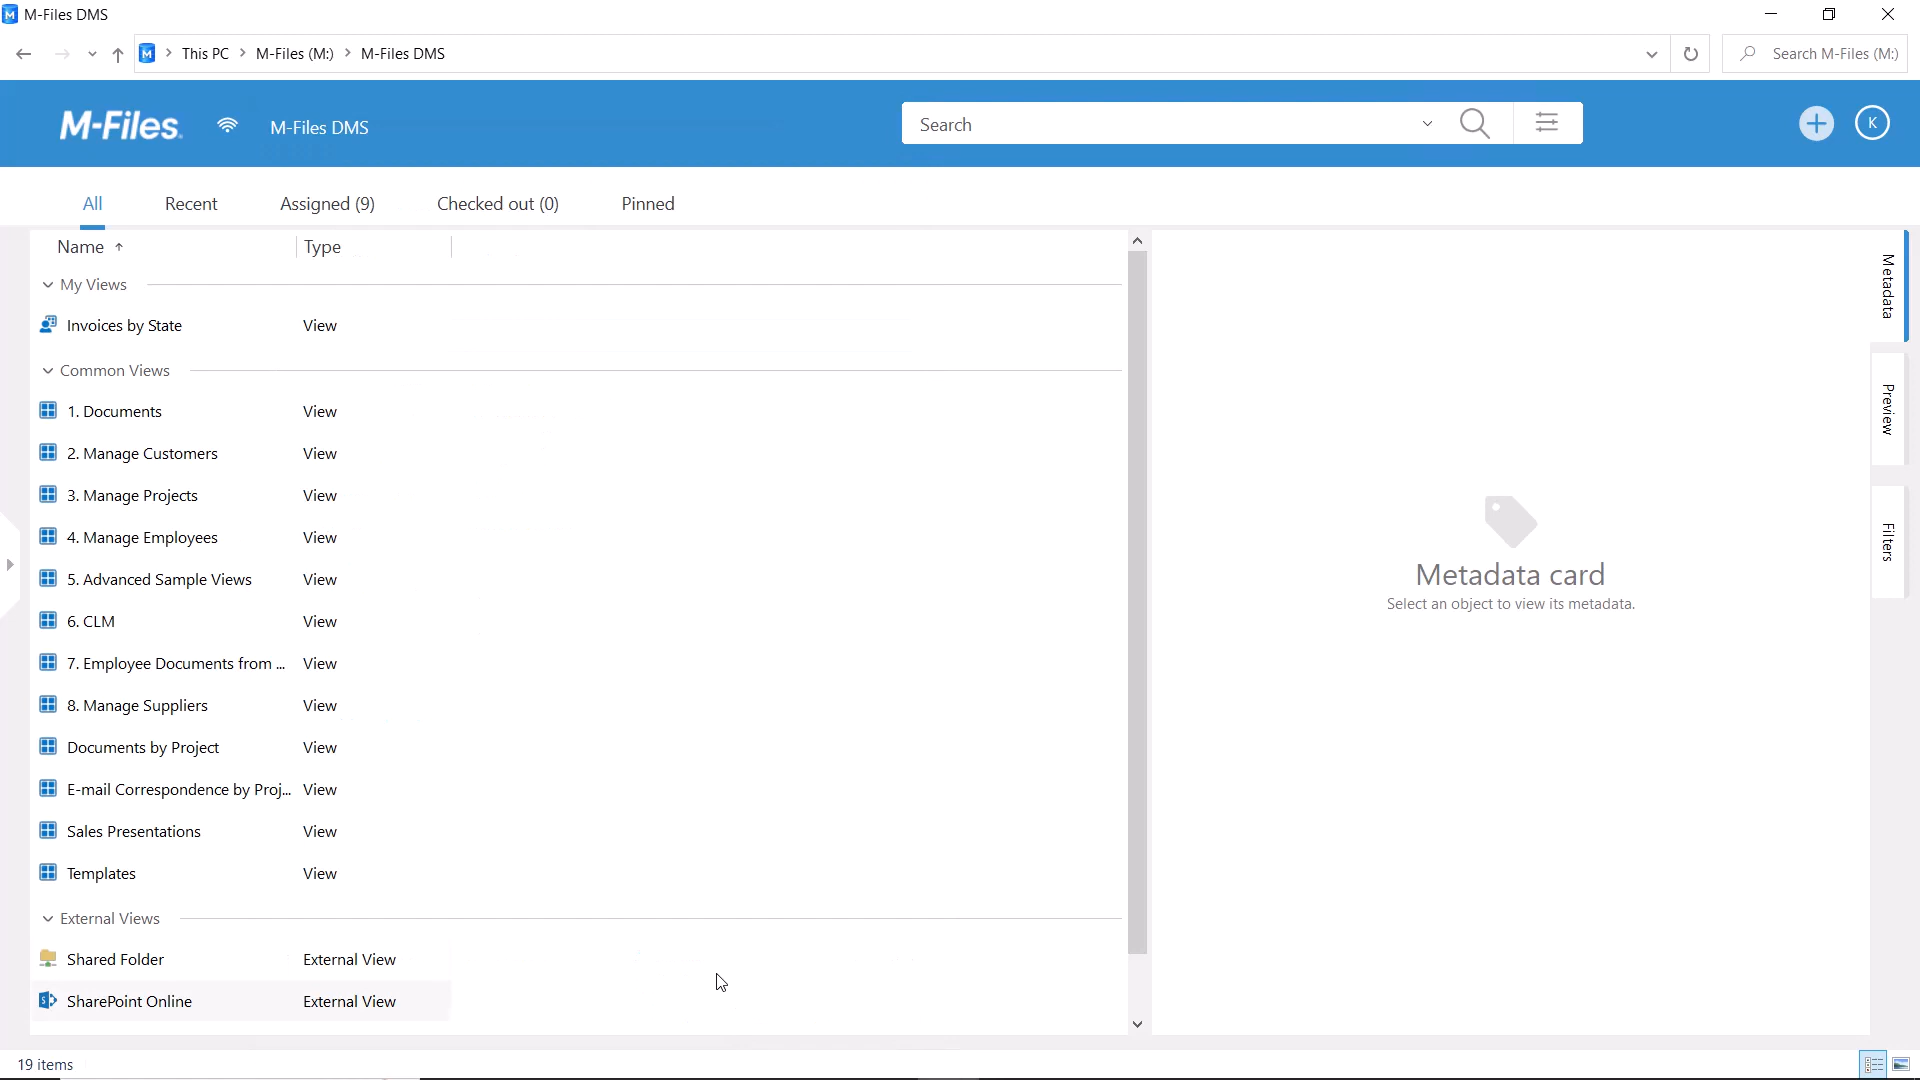 M-Files DMS
This PC > M-Files (M:) > M-Files DMS
Search M-Files (M:)
M-Files. M-Files DMS
Search
K
All Recent Assigned (9) Checked out (0) Pinned
Name Type
My Views
Invoices by State View
Common Views
1. Documents View
2. Manage Customers View
3. Manage Projects View
4. Manage Employees View
5. Advanced Sample Views View
6. CLM View
7. Employee Documents from ... View
8. Manage Suppliers View
Documents by Project View
E-mail Correspondence by Proj... View
Sales Presentations View
Templates View
External Views
Shared Folder External View
SharePoint Online External View
Metadata card
Select an object to view its metadata.
Metadata
Preview
Filters
19 items